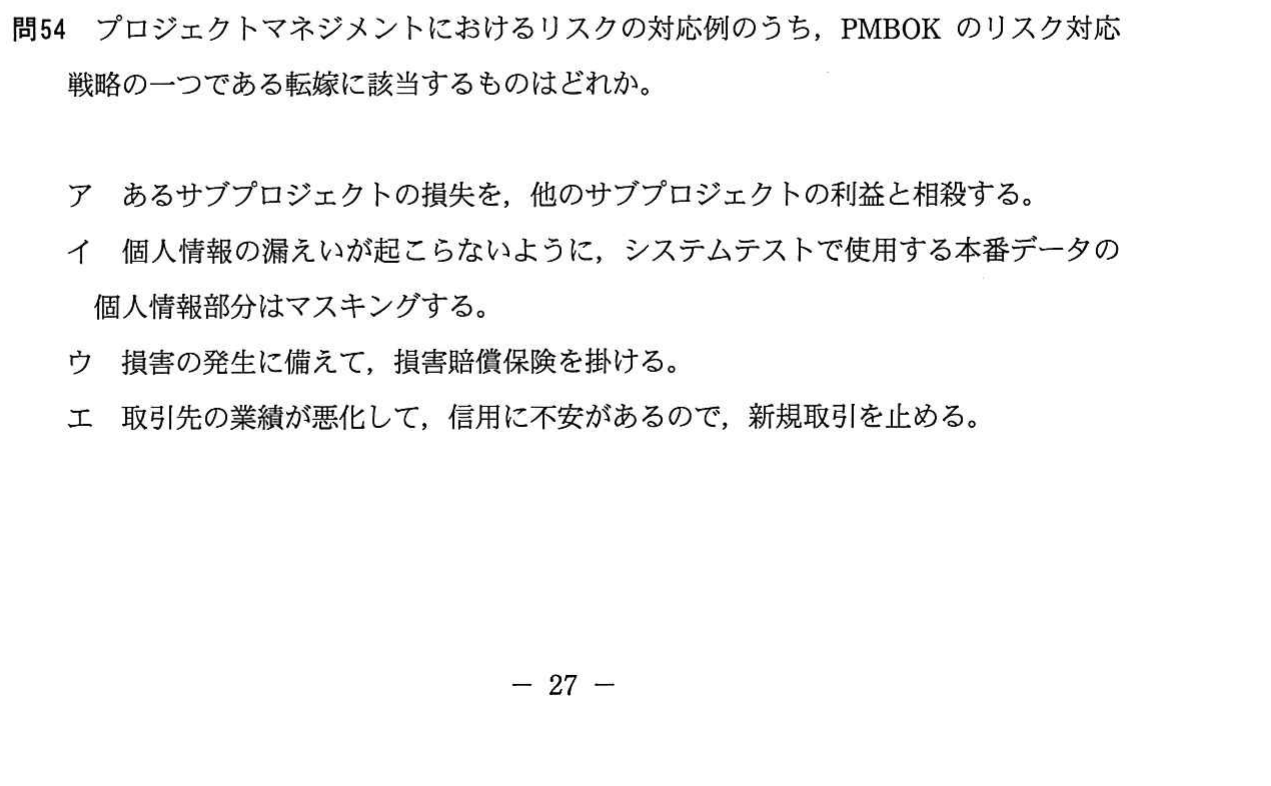 問54　プロジェクトマネジメントにおけるリスクの対応例のうち，PMBOK のリスク対応
戦略の一つである転嫁に該当するものはどれか。
ア　あるサブプロジェクトの損失を，他のサブプロジェクトの利益と相殺する。
イ　個人情報の漏えいが起こらないように，システムテストで使用する本番データの
個人情報部分はマスキングする。
ウ　損害の発生に備えて，損害賠償保険を掛ける。
エ　取引先の業績が悪化して，信用に不安があるので，新規取引を止める。
－ 27 －